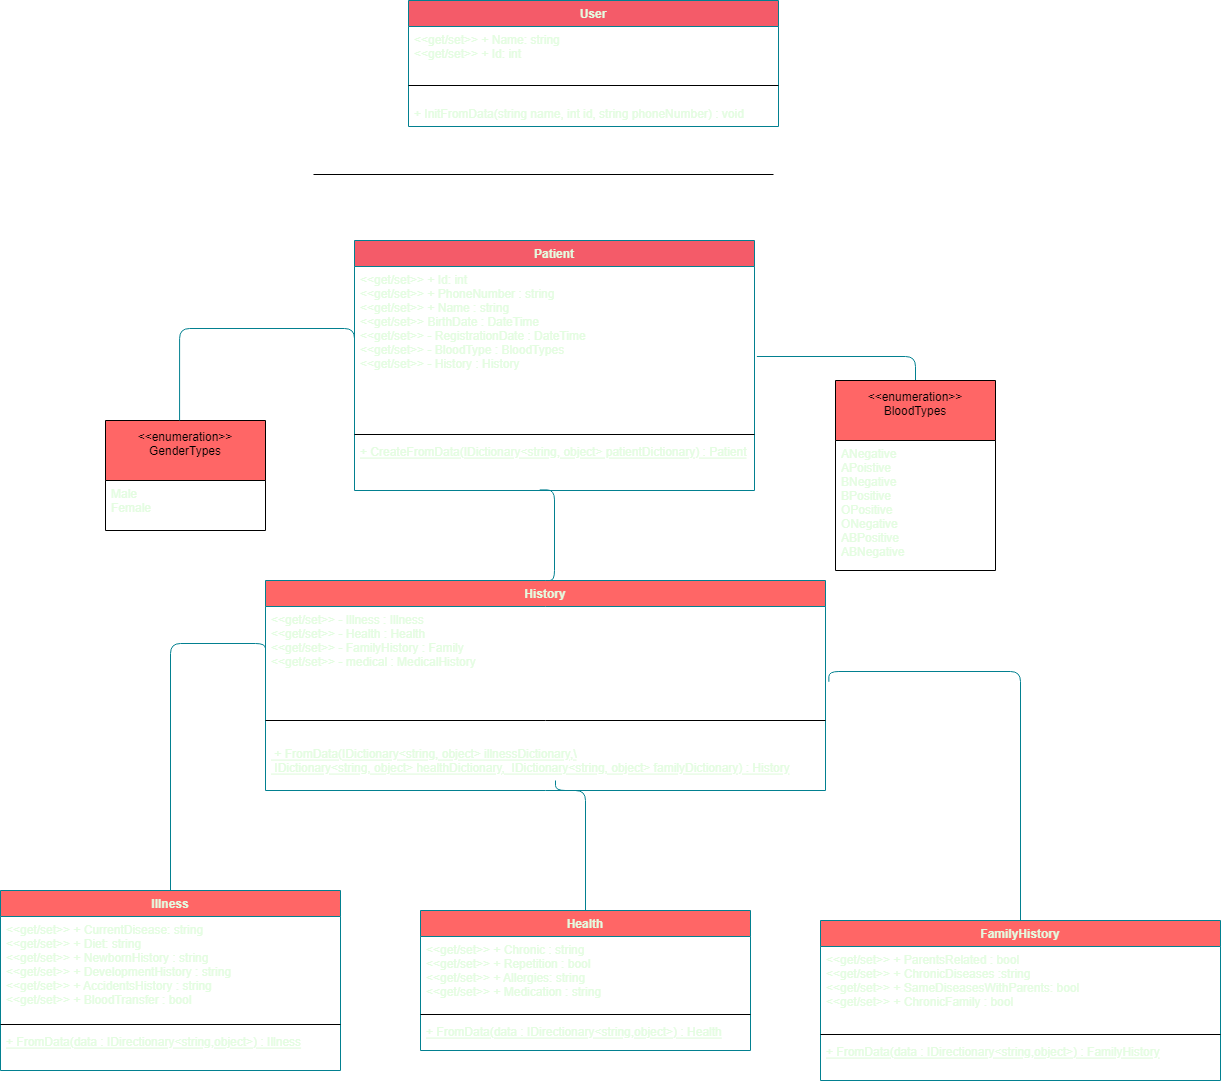 User
<<get/set>> + Name: string
<<get/set>> + Id: int
+ InitFromData(string name, int id, string phoneNumber) : void
Patient
<<get/set>> + Id: int
<<get/set>> + PhoneNumber : string
<<get/set>> + Name : string
<<get/set>> BirthDate : DateTime
<<get/set>> - RegistrationDate : DateTime
<<get/set>> - BloodType : BloodTypes
<<get/set>> - History : History
+ CreateFromData(IDictionary<string, object> patientDictionary) : Patient
<<enumeration>>
GenderTypes
Male
Female
<<enumeration>>
BloodTypes
ANegative
APoistive
BNegative
BPositive
OPositive
ONegative
ABPositive
ABNegative
History
<<get/set>> - Illness : Illness
<<get/set>> - Health : Health
<<get/set>> - FamilyHistory : Family
<<get/set>> - medical : MedicalHistory
+ FromData(IDictionary<string, object> illnessDictionary,\
IDictionary<string, object> healthDictionary, IDictionary<string, object> familyDictionary) : History
Illness
<<get/set>> + CurrentDisease: string
<<get/set>> + Diet: string
<<get/set>> + NewbornHistory : string
<<get/set>> + DevelopmentHistory : string
<<get/set>> + AccidentsHistory : string
<<get/set>> + BloodTransfer : bool
+ FromData(data : IDirectionary<string,object>) : Illness
Health
<<get/set>> + Chronic : string
<<get/set>> + Repetition : bool
<<get/set>> + Allergies: string
<<get/set>> + Medication : string
+ FromData(data : IDirectionary<string,object>) : Health
FamilyHistory
<<get/set>> + ParentsRelated : bool
<<get/set>> + ChronicDiseases :string
<<get/set>> + SameDiseasesWithParents: bool
<<get/set>> + ChronicFamily : bool
+ FromData(data : IDirectionary<string,object>) : FamilyHistory